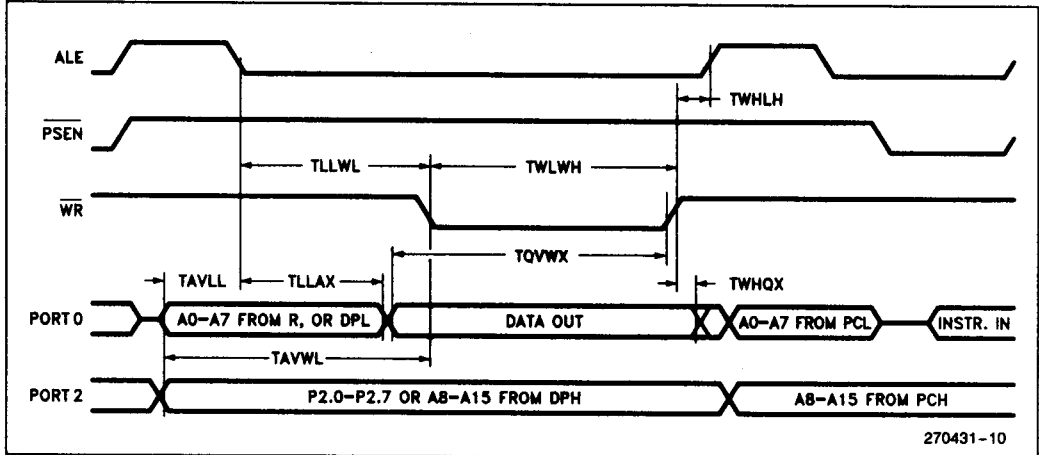 ALE
TWHLH
PSEN
TLLWL
TWLWH
WR
TQVWX
TAVLL
TLLAX
TWHQX
PORT 0
A0-A7 FROM R, OR DPL
DATA OUT
A0-A7 FROM PCL
INSTR. IN
TAVWL
PORT 2
P2.0-P2.7 OR A8-A15 FROM DPH
A8-A15 FROM PCH
270431-10